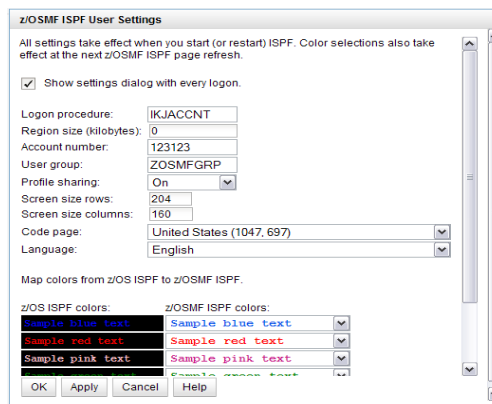 z/OSMF ISPF User Settings
All settings take effect when you start (or restart) ISPF. Color selections also take
effect at the next z/OSMF ISPF page refresh.
Show settings dialog with every logon.
Logon procedure: IKJACCNT
Region size (kilobytes): 0
Account number: 123123
User group: ZOSMFGRP
Profile sharing: On
Screen size rows: 204
Screen size columns: 160
Code page: United States (1047, 697)
Language: English
Map colors from z/OS ISPF to z/OSMF ISPF.
z/OS ISPF colors: z/OSMF ISPF colors:
Sample blue text Sample blue text
Sample red text Sample red text
Sample pink text Sample pink text
Sample green text Sample green text
OK Apply Cancel Help